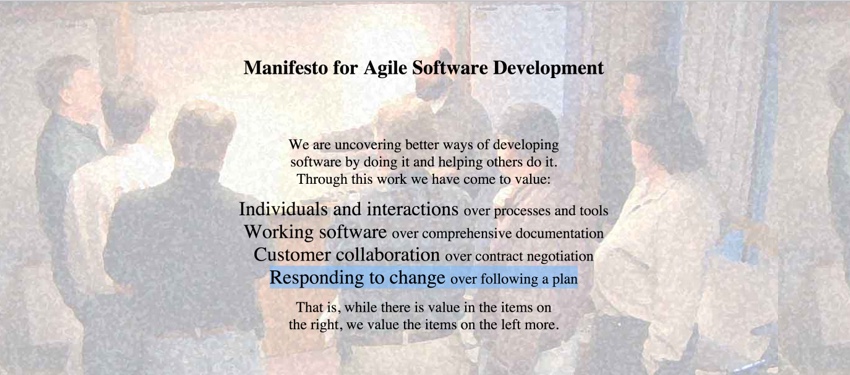 Manifesto for Agile Software Development
We are uncovering better ways of developing
software by doing it and helping others do it.
Through this work we have come to value:
Individuals and interactions over processes and tools
Working software over comprehensive documentation
Customer collaboration over contract negotiation
Responding to change over following a plan
That is, while there is value in the items on
the right, we value the items on the left more.